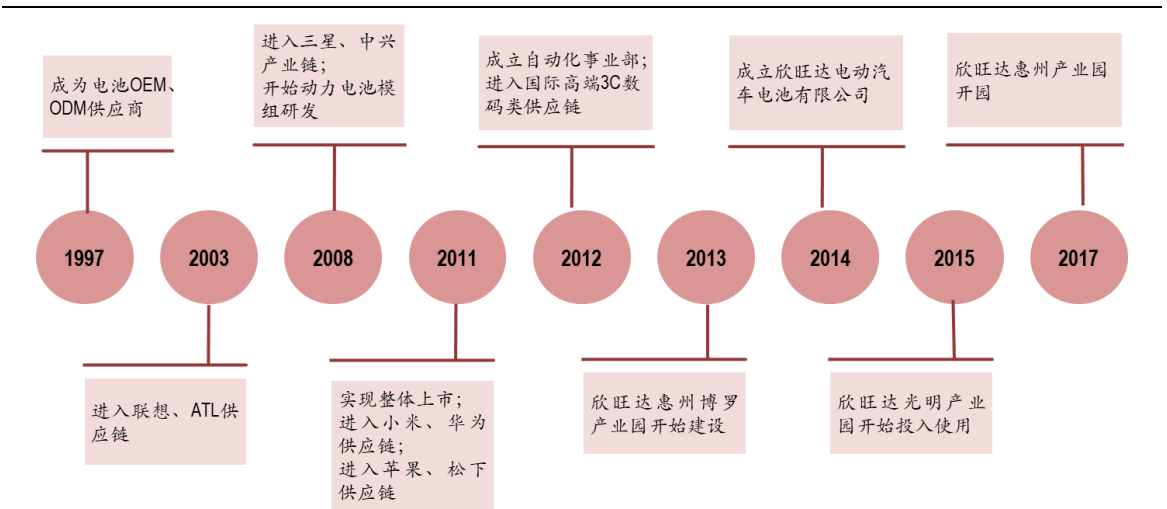 成为电池OEM、
ODM供应商
进入三星、中兴
产业链；
开始动力电池模
组研发
成立自动化事业部；
进入国际高端3C数
码类供应链
成立欣旺达电动汽
车电池有限公司
欣旺达惠州产业园
开园
1997
2003
2008
2011
2012
2013
2014
2015
2017
进入联想、ATL供
应链
实现整体上市；
进入小米、华为
供应链；
进入苹果、松下
供应链
欣旺达惠州博罗
产业园开始建设
欣旺达光明产业
园开始投入使用